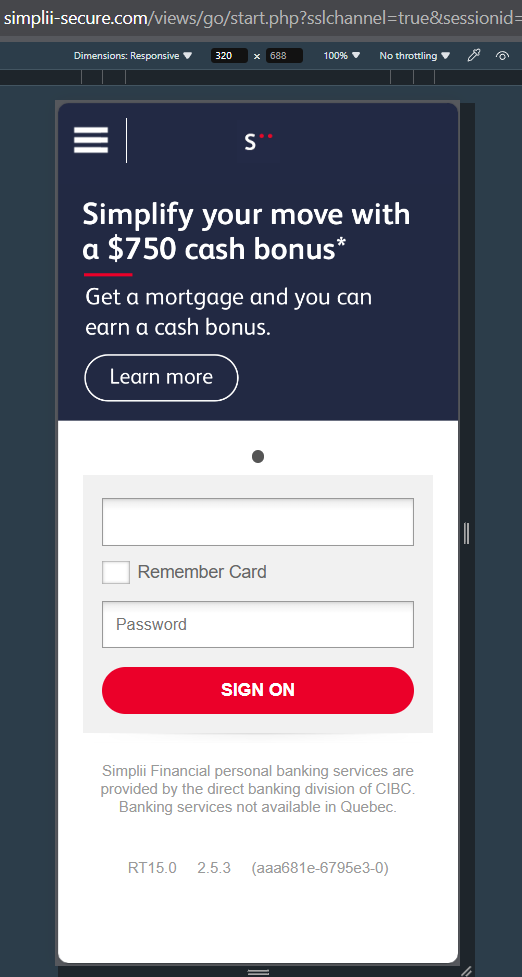 simplii-secure.com/views/go/start.php?sslchannel=true&sessionid=
Dimensions: Responsive ▼ 320 x 688 100% ▼ No throttling ▼
S
Simplify your move with
a $750 cash bonus*
Get a mortgage and you can
earn a cash bonus.
Learn more
Remember Card
Password
SIGN ON
Simplii Financial personal banking services are
provided by the direct banking division of CIBC.
Banking services not available in Quebec.
RT15.0 2.5.3 (aaa681e-6795e3-0)